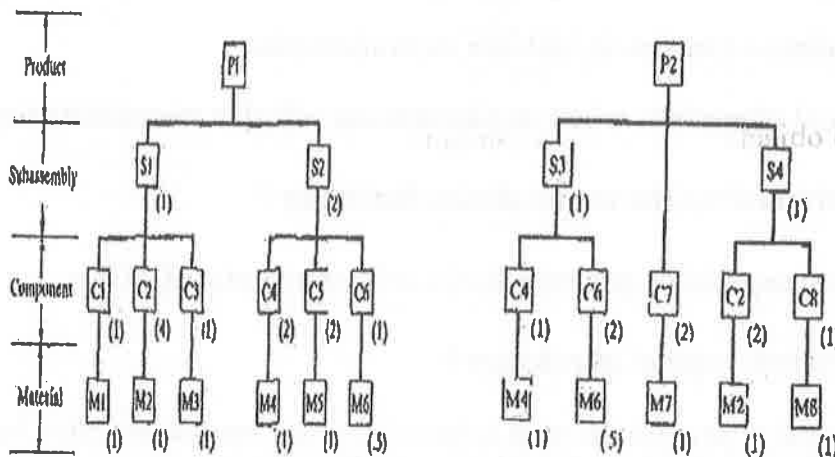 Product
P1 P2
Subassembly
S1 S2 S3 S4
(1) (2) (1) (1)
Component
C1 C2 C3 C4 C5 C6 C4 C6 C7 C2 C8
(1) (4) (1) (2) (2) (1) (1) (2) (2) (2) (1)
Material
M1 M2 M3 M4 M5 M6 M4 M6 M7 M2 M8
(1) (1) (1) (1) (1) (.5) (1) (.5) (1) (1) (1)